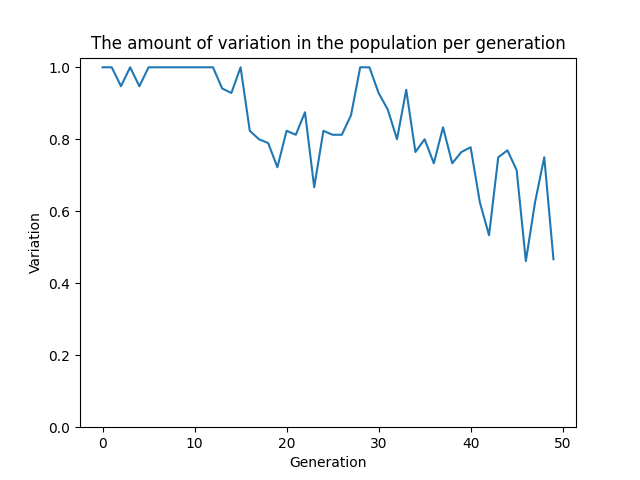 The amount of variation in the population per generation
1.0
0.8
0.6
0.4
0.2
0.0
Variation
0 10 20 30 40 50
Generation